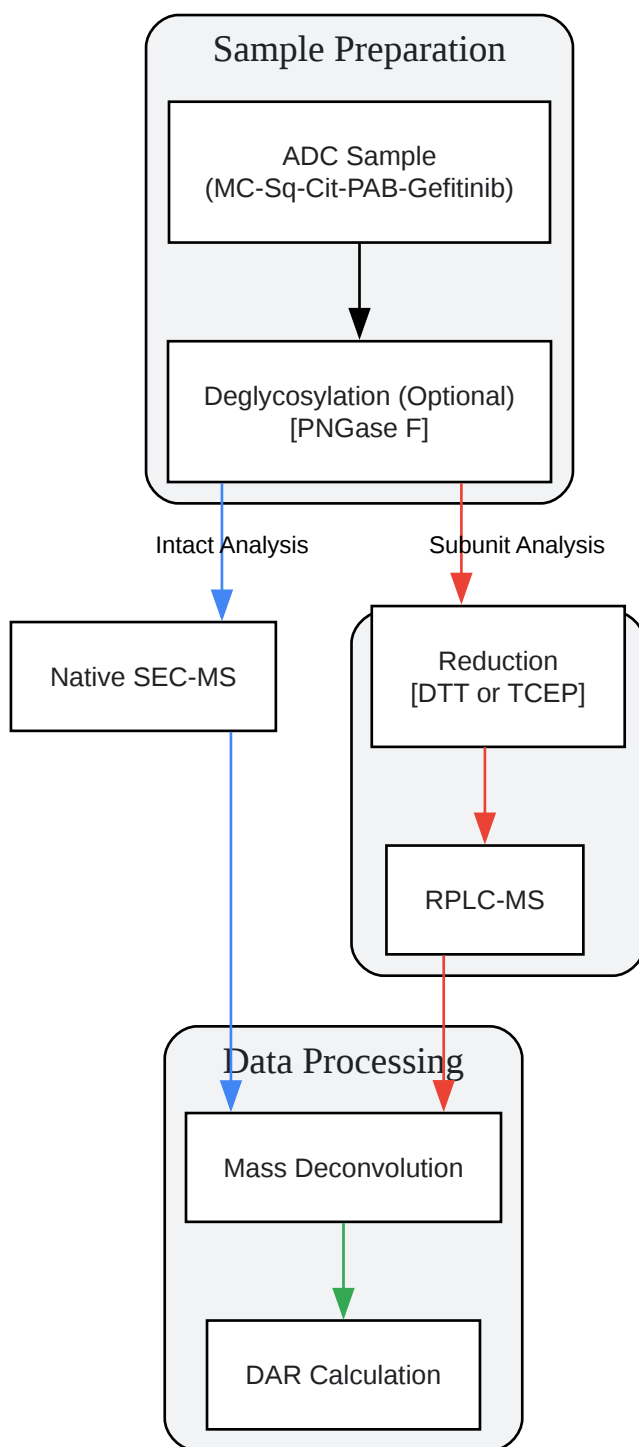 Sample Preparation
ADC Sample
(MC-Sq-Cit-PAB-Gefitinib)
Deglycosylation (Optional)
[PNGase F]
Intact Analysis
Subunit Analysis
Native SEC-MS
Reduction
[DTT or TCEP]
RPLC-MS
Data Processing
Mass Deconvolution
DAR Calculation